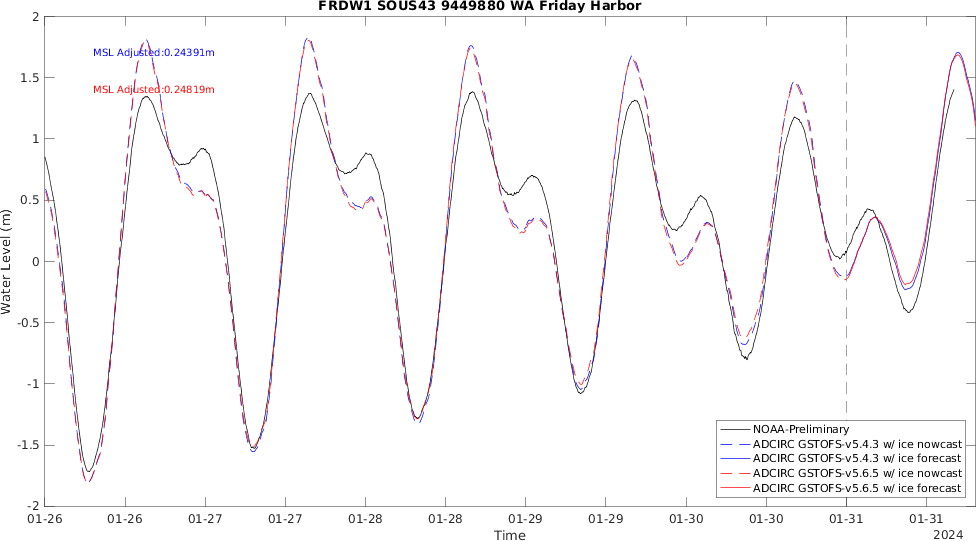 FRDW1 SOUS43 9449880 WA Friday Harbor
MSL Adjusted:0.24391m
MSL Adjusted:0.24819m
Water Level (m)
2
1.5
1
0.5
0
-0.5
-1
-1.5
-2
NOAA-Preliminary
ADCIRC GSTOFS-v5.4.3 w/ ice nowcast
ADCIRC GSTOFS-v5.4.3 w/ ice forecast
ADCIRC GSTOFS-v5.6.5 w/ ice nowcast
ADCIRC GSTOFS-v5.6.5 w/ ice forecast
01-26 01-26 01-27 01-27 01-28 01-28 01-29 01-29 01-30 01-30 01-31 01-31
2024
Time